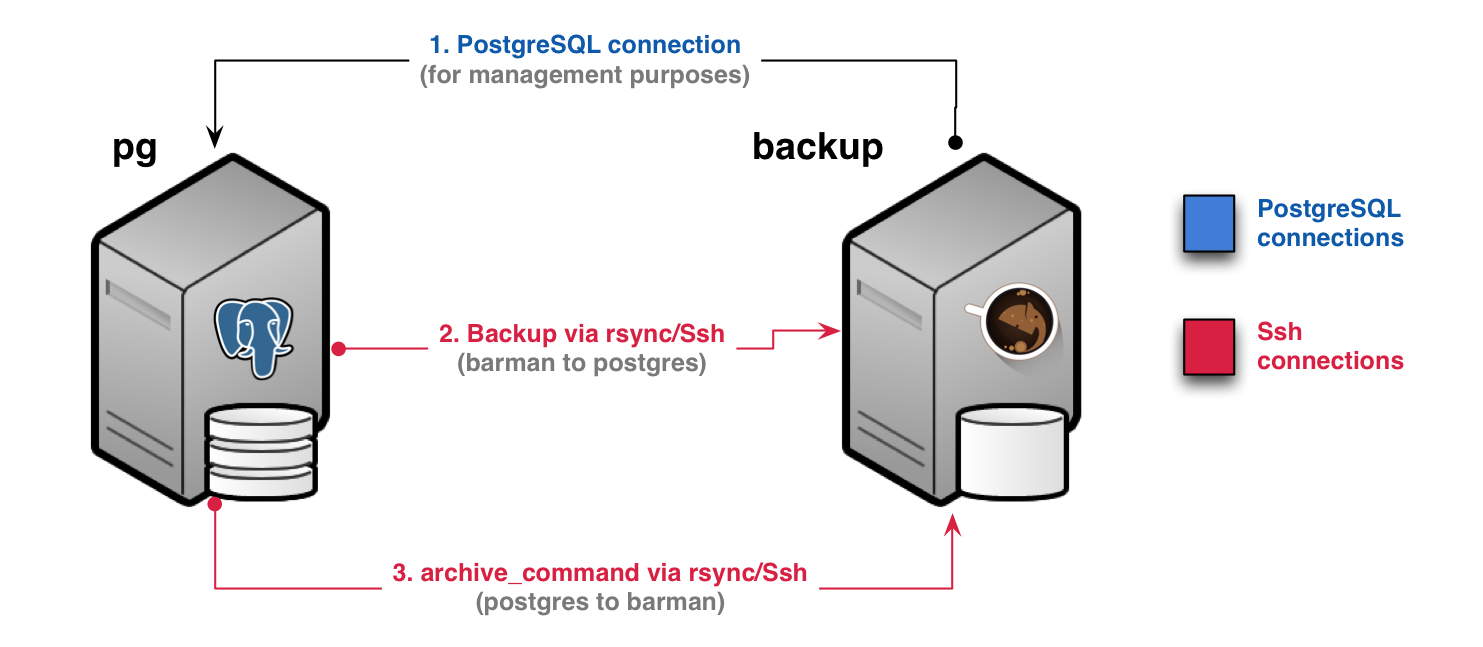 1. PostgreSQL connection
(for management purposes)
pg
backup
PostgreSQL
connections
2. Backup via rsync/Ssh
(barman to postgres)
Ssh
connections
3. archive_command via rsync/Ssh
(postgres to barman)